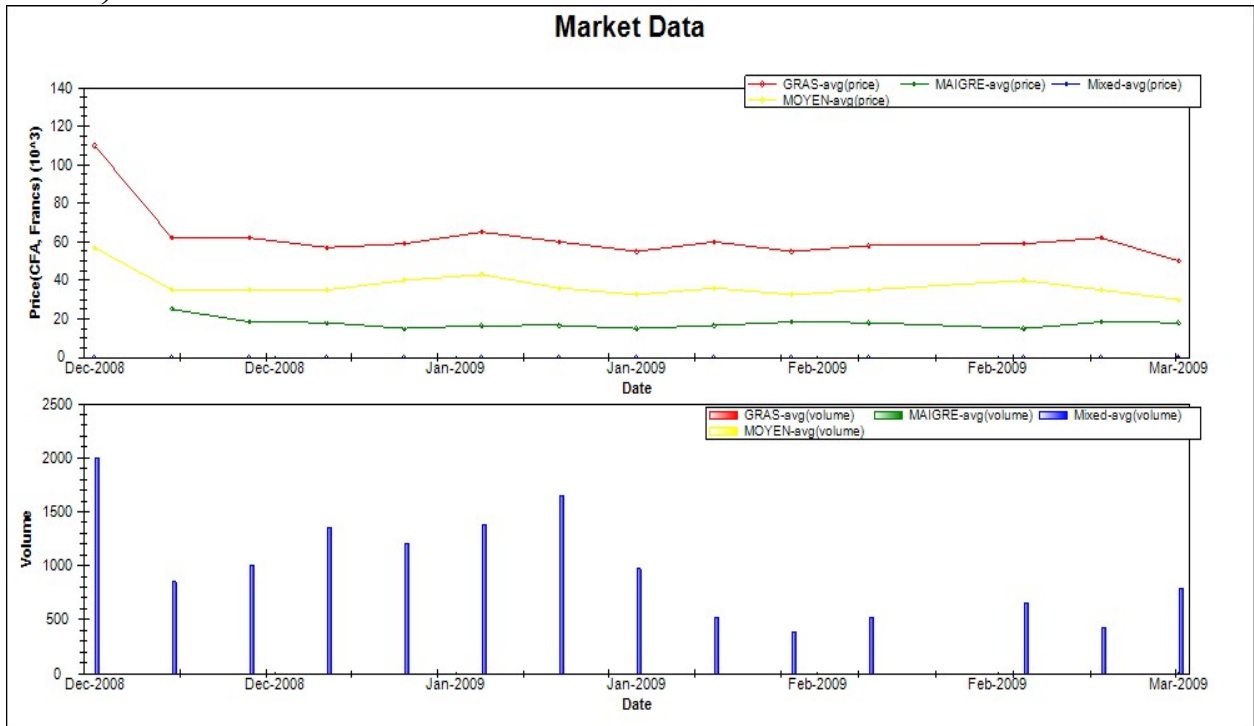 Market Data
GRAS-avg(price) MAIGRE-avg(price) Mixed-avg(price)
MOYEN-avg(price)
140
120
100
80
60
40
20
0
Price(CFA, Francs) (10^3)
Dec-2008 Dec-2008 Jan-2009 Jan-2009 Feb-2009 Feb-2009 Mar-2009
Date
GRAS-avg(volume) MAIGRE-avg(volume) Mixed-avg(volume)
MOYEN-avg(volume)
2500
2000
1500
1000
500
0
Volume
Dec-2008 Dec-2008 Jan-2009 Jan-2009 Feb-2009 Feb-2009 Mar-2009
Date